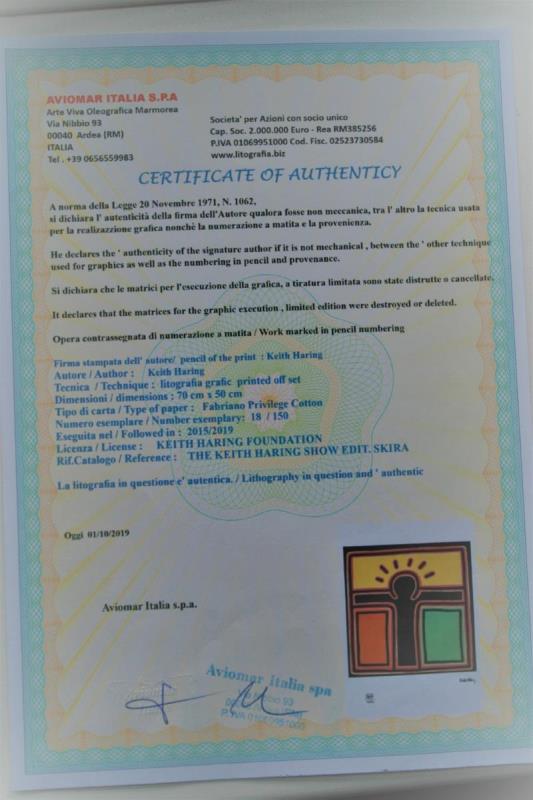 AVIOMAR ITALIA S.P.A
Arte Viva Oleografica Marmorea
Via Nibbio 93
00040 Ardea (RM)
ITALIA
Tel . +39 0656559983
Societa' per Azioni con socio unico
Cap. Soc. 2.000.000 Euro - Rea RM385256
P.IVA 01069951000 Cod. Fisc. 02523730584
www.litografia.biz
CERTIFICATE OF AUTHENTICY
A norma della Legge 20 Novembre 1971, N. 1062,
si dichiara l' autenticità della firma dell'Autore qualora fosse non meccanica, tra l' altro la tecnica usata
per la realizazzione grafica nonchè la numerazione a matita e la provenienza.
He declares the ' authenticity of the signature author if it is not mechanical , between the ' other technique
used for graphics as well as the numbering in pencil and provenance.
Si dichiara che le matrici per l'esecuzione della grafica, a tiratura limitata sono state distrutte o cancellate.
It declares that the matrices for the graphic execution , limited edition were destroyed or deleted.
Opera contrassegnata di numerazione a matita / Work marked in pencil numbering
Firma stampata dell' autore/ pencil of the print : Keith Haring
Autore / Author : Keith Haring
Tecnica / Technique : litografia grafic printed off set
Dimensioni / dimensions : 70 cm x 50 cm
Tipo di carta / Type of paper : Fabriano Privilege Cotton
Numero esemplare / Number exemplary: 18 / 150
Eseguita nel / Followed in : 2015/2019
Licenza / License : KEITH HARING FOUNDATION
Rif.Catalogo / Reference : THE KEITH HARING SHOW EDIT. SKIRA
La litografia in questione e' autentica. / Lithography in question and ' authentic
Oggi 01/10/2019
Aviomar Italia s.p.a.
Aviomar italia spa
P. IVA 01069951000